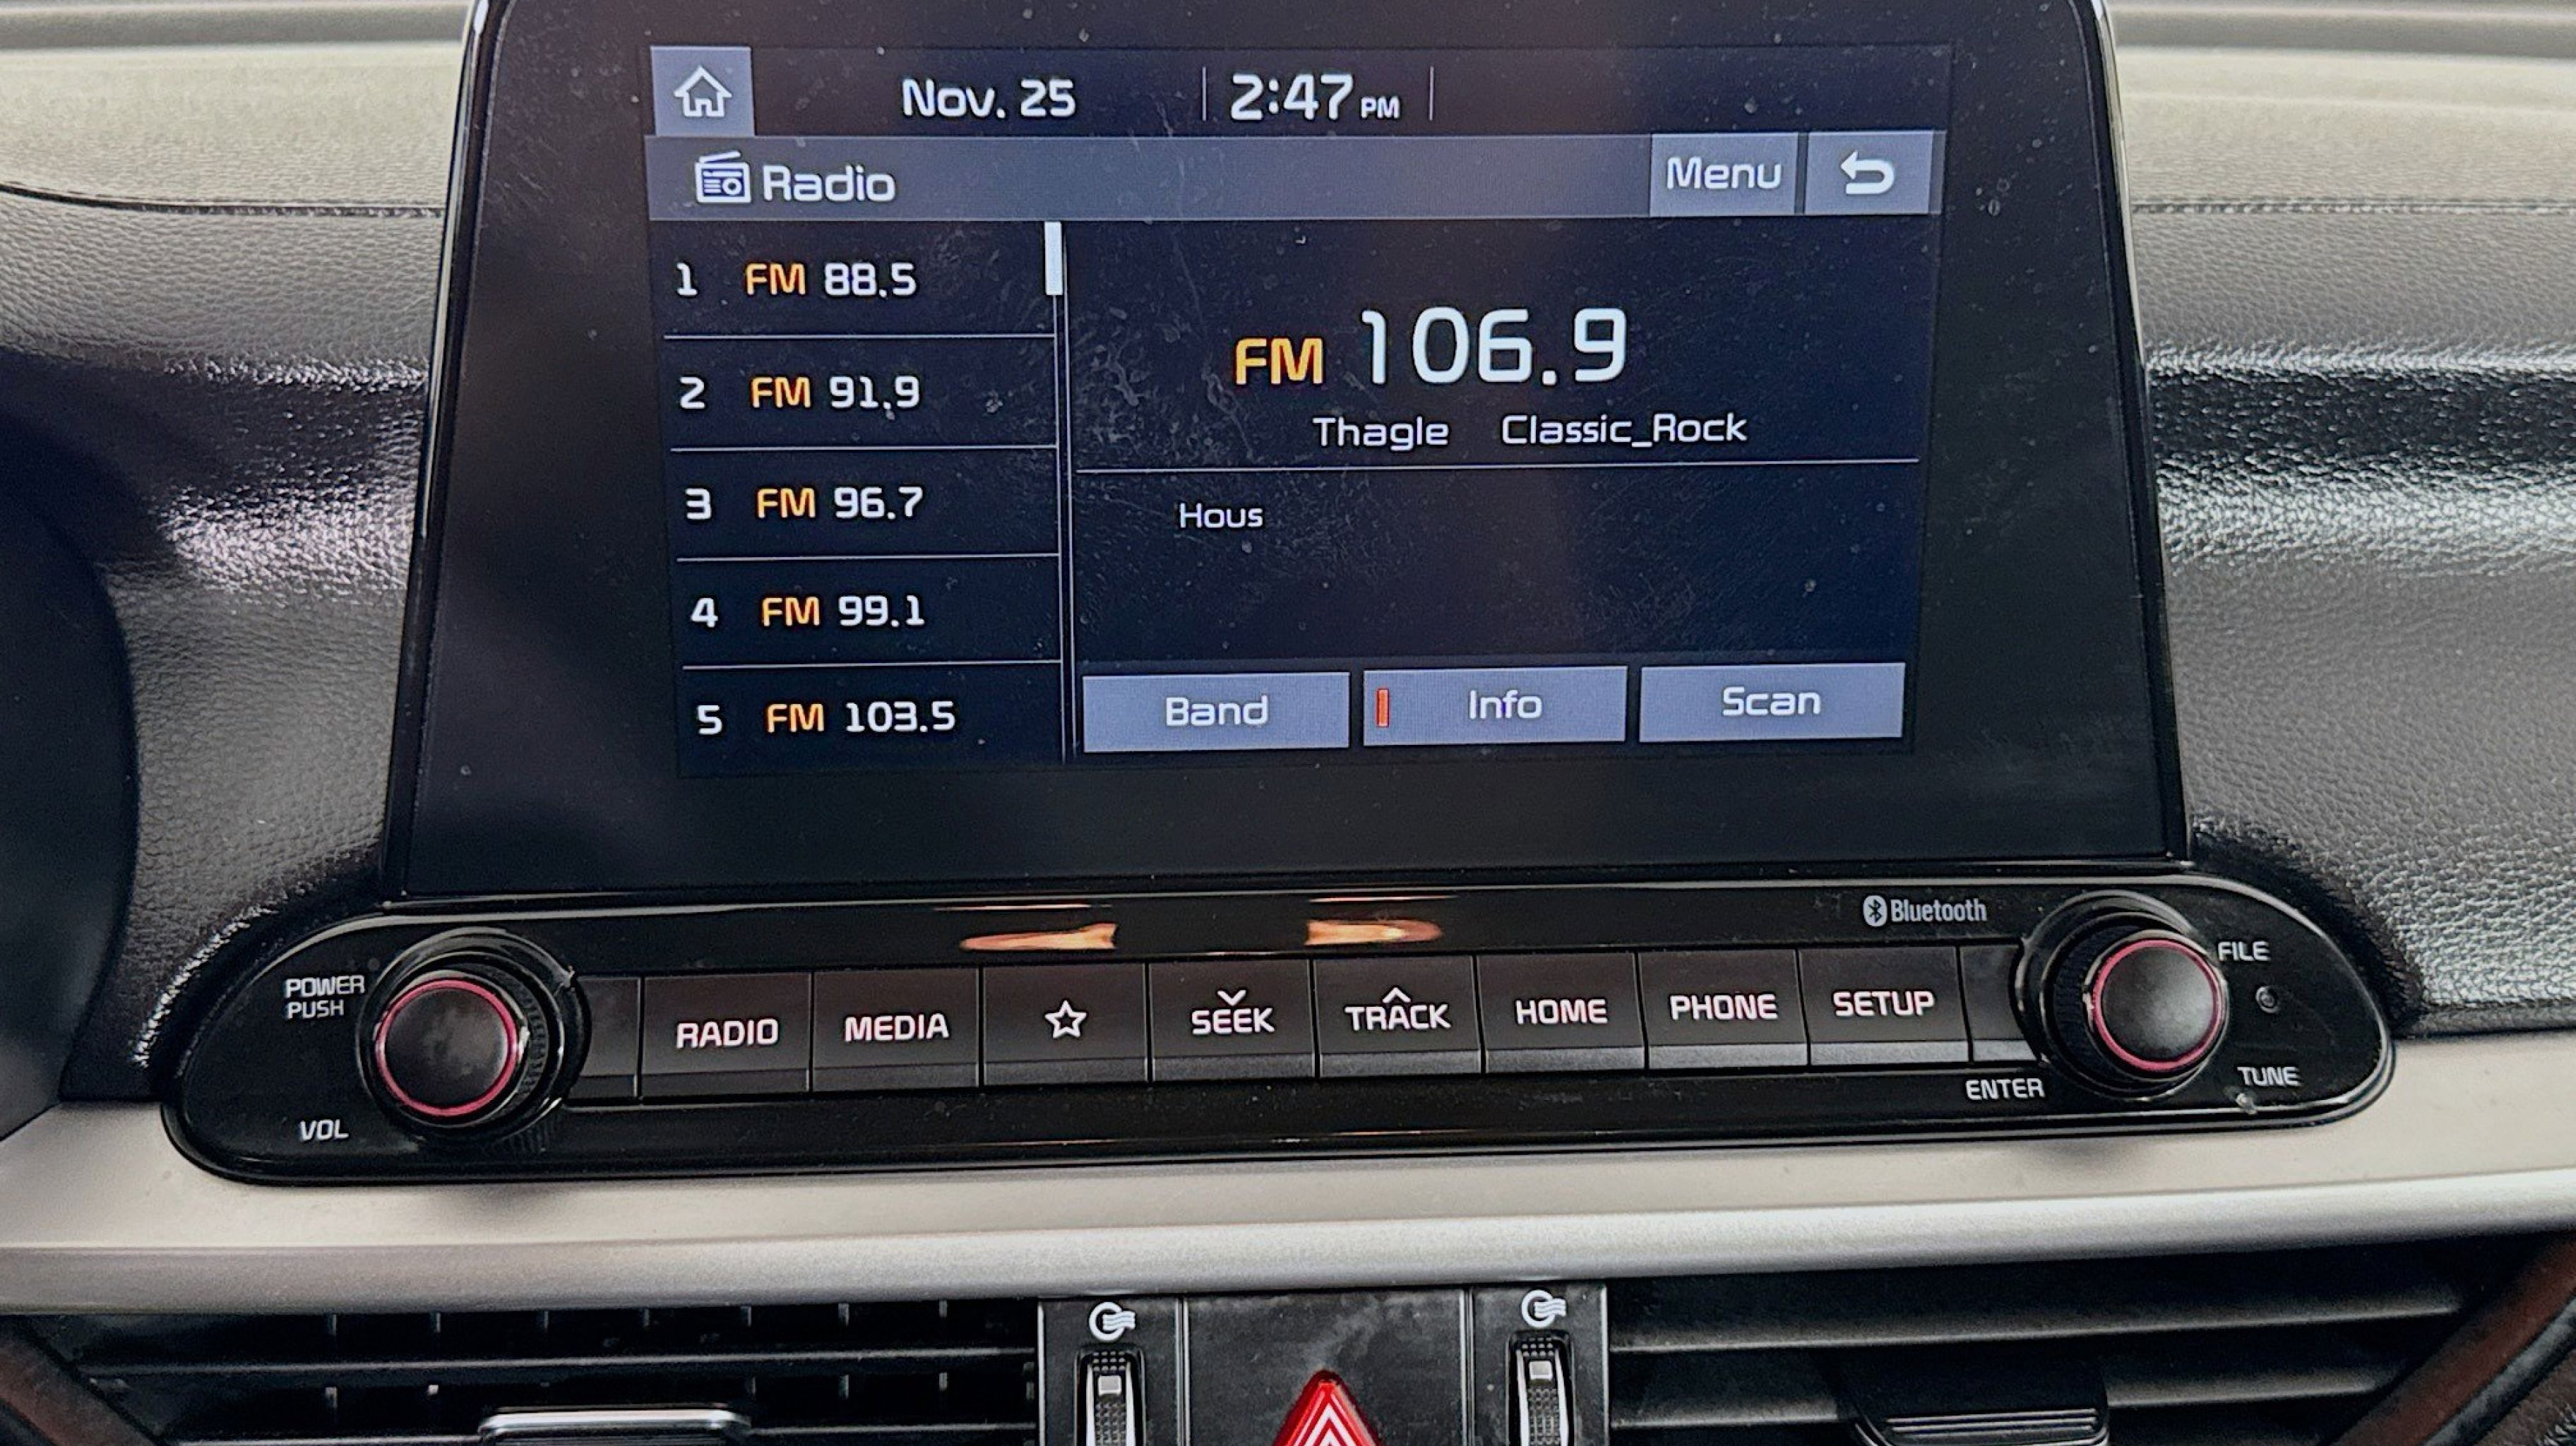 Nov. 25 2:47 PM
Radio Menu
1 FM 88.5
2 FM 91.9
3 FM 96.7
4 FM 99.1
5 FM 103.5
FM 106.9
Thagle Classic_Rock
Hous
Band Info Scan
Bluetooth
POWER
PUSH
VOL
RADIO MEDIA SEEK TRACK HOME PHONE SETUP
FILE
TUNE
ENTER